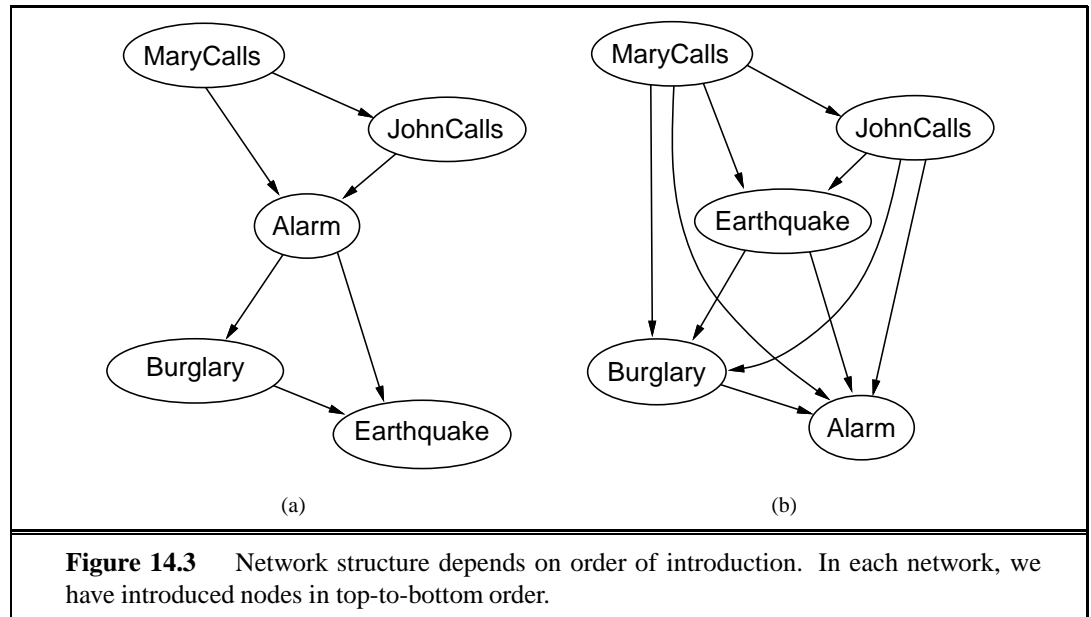 MaryCalls
JohnCalls
Alarm
Burglary
Earthquake
(a)
MaryCalls
JohnCalls
Earthquake
Burglary
Alarm
(b)
Figure 14.3 Network structure depends on order of introduction. In each network, we
have introduced nodes in top-to-bottom order.